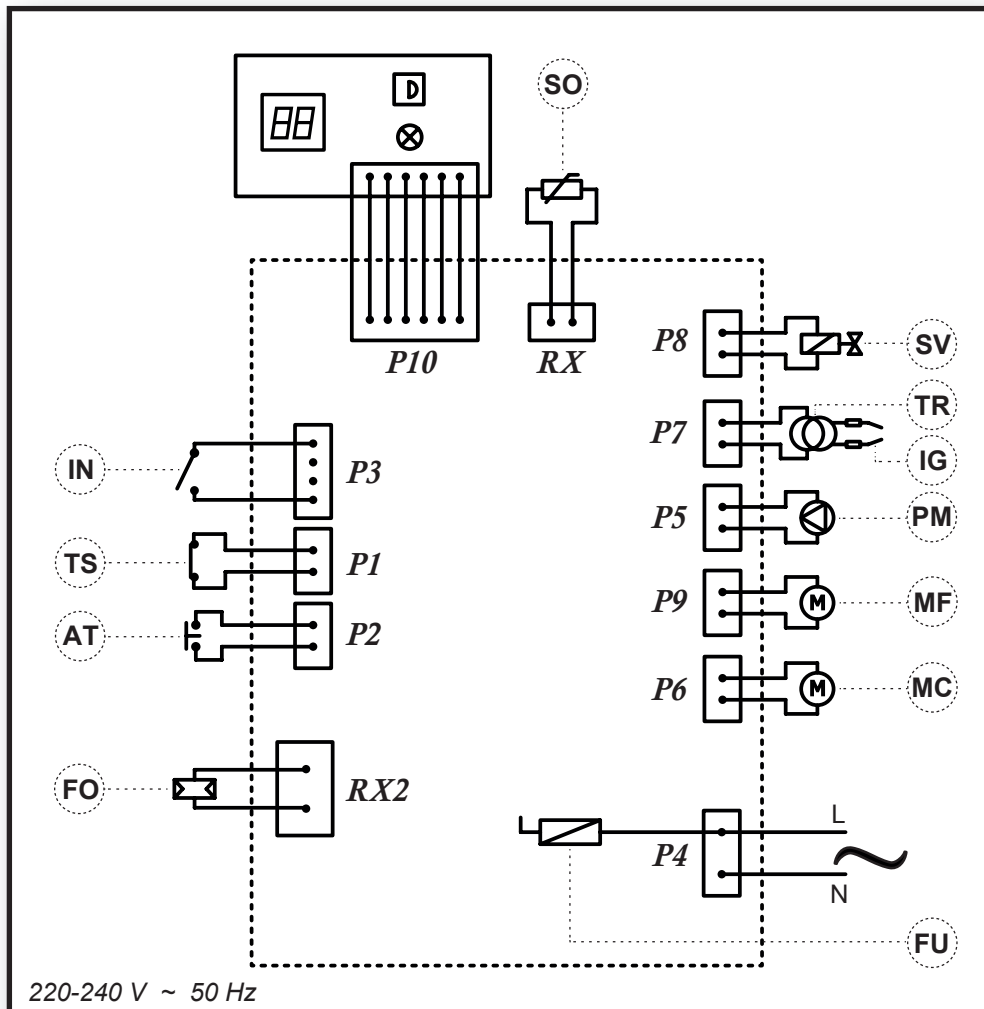 SO
88
D
P10
RX
P8
SV
TR
P7
IG
IN
P3
P5
PM
TS
P1
P9
MF
AT
P2
M
P6
MC
M
FO
RX2
L
P4
N
FU
220-240 V ~ 50 Hz